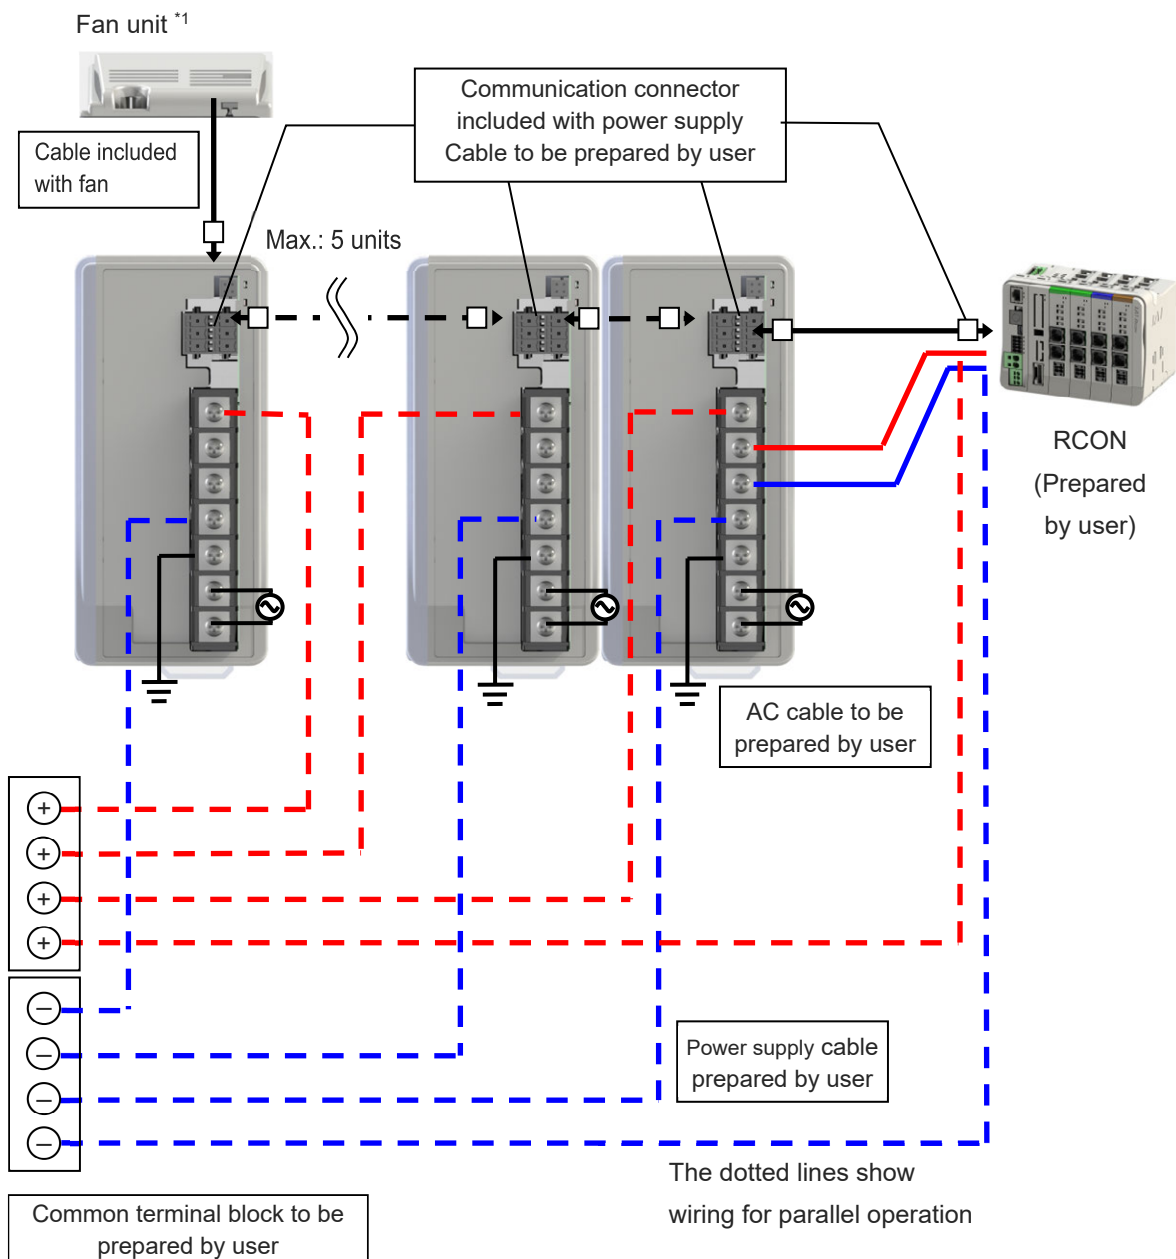 Fan unit *1
Communication connector
included with power supply
Cable to be prepared by user
Cable included
with fan
Max.: 5 units
RCON
(Prepared
by user)
AC cable to be
prepared by user
+
+
+
+
−
−
−
−
Power supply cable
prepared by user
The dotted lines show
wiring for parallel operation
Common terminal block to be
prepared by user